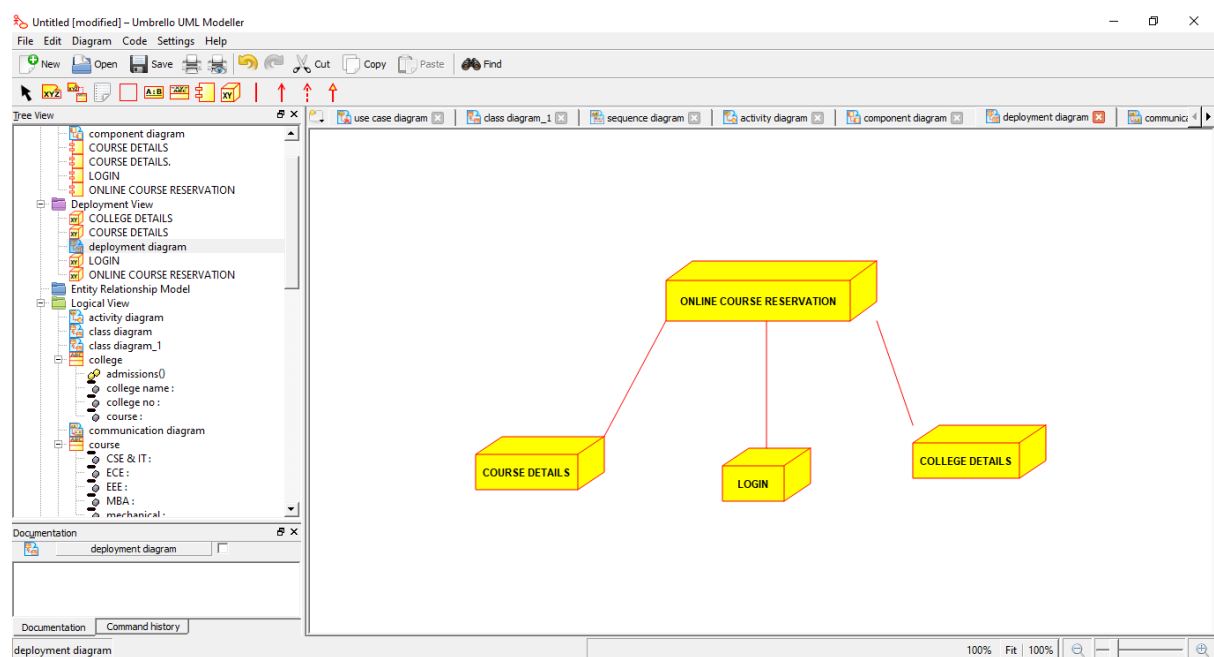 Untitled [modified] – Umbrello UML Modeller
File Edit Diagram Code Settings Help
New Open Save Cut Copy Paste Find
Tree View
use case diagram class diagram_1 sequence diagram activity diagram component diagram deployment diagram communica
component diagram
COURSE DETAILS
COURSE DETAILS.
LOGIN
ONLINE COURSE RESERVATION
Deployment View
COLLEGE DETAILS
COURSE DETAILS
deployment diagram
LOGIN
ONLINE COURSE RESERVATION
Entity Relationship Model
Logical View
activity diagram
class diagram
class diagram_1
college
admissions()
college name :
college no :
course :
communication diagram
course
CSE & IT :
ECE :
EEE :
MBA :
mechanical :
ONLINE COURSE RESERVATION
COURSE DETAILS
LOGIN
COLLEGE DETAILS
Documentation
deployment diagram
Documentation Command history
deployment diagram
100% Fit 100%